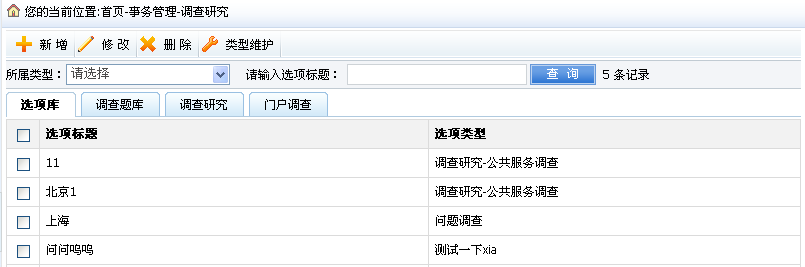 您的当前位置:首页-事务管理-调查研究
新 增 修 改 删 除 类型维护
所属类型： 请选择 请输入选项标题： 查 询 5 条记录
选项库 调查题库 调查研究 门户调查
选项标题 选项类型
11 调查研究-公共服务调查
北京1 调查研究-公共服务调查
上海 问题调查
问问呜呜 测试一下xia